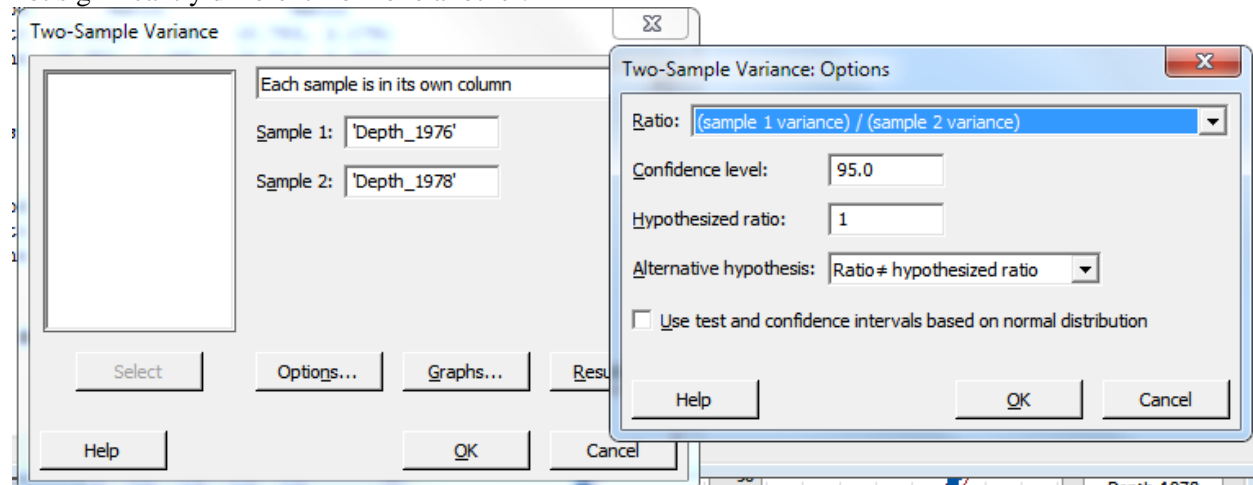 Two-Sample Variance
Each sample is in its own column
Sample 1: 'Depth_1976'
Sample 2: 'Depth_1978'
Select
Options...
Graphs...
Help
OK
Cancel
Two-Sample Variance: Options
Ratio: (sample 1 variance) / (sample 2 variance)
Confidence level: 95.0
Hypothesized ratio: 1
Alternative hypothesis: Ratio ≠ hypothesized ratio
Use test and confidence intervals based on normal distribution
Help
OK
Cancel